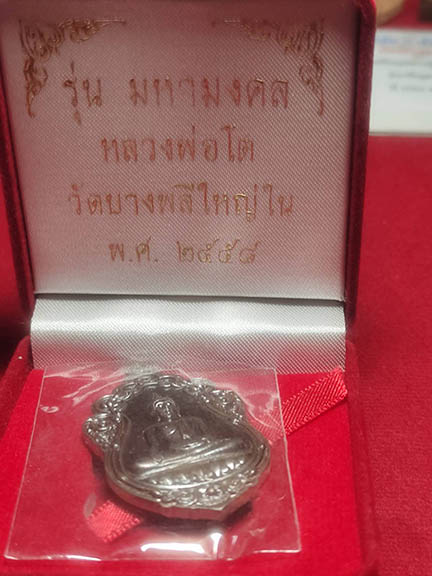 รุ่น มหามงคล
หลวงพ่อโต
วัดบางพลีใหญ่ใน
พ.ศ. ๒๕๕๘